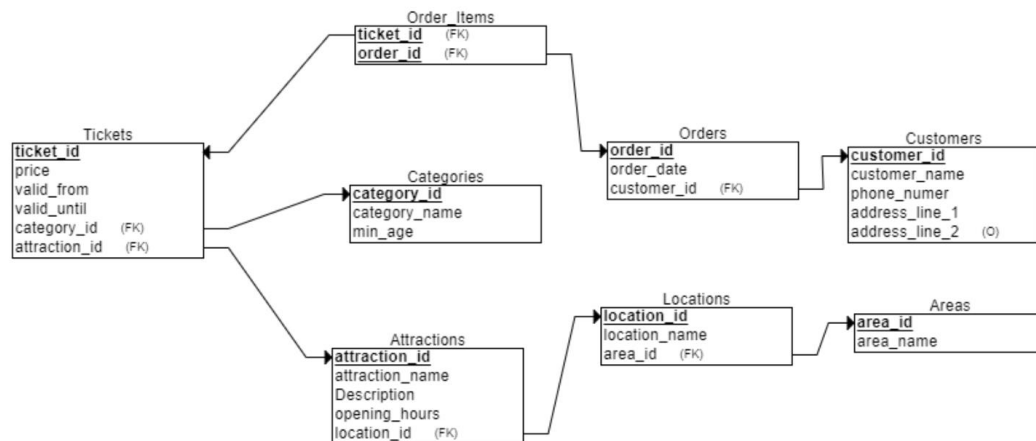 Order_Items
ticket_id (FK)
order_id (FK)
Tickets
ticket_id
price
valid_from
valid_until
category_id (FK)
attraction_id (FK)
Categories
category_id
category_name
min_age
Orders
order_id
order_date
customer_id (FK)
Customers
customer_id
customer_name
phone_numer
address_line_1
address_line_2 (O)
Attractions
attraction_id
attraction_name
Description
opening_hours
location_id (FK)
Locations
location_id
location_name
area_id (FK)
Areas
area_id
area_name